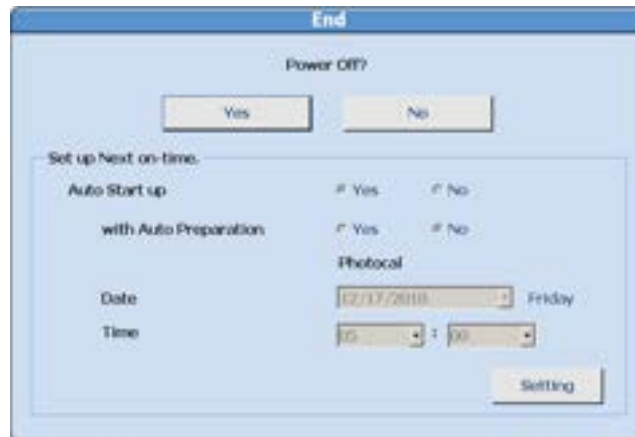 End
Power Off?
Yes No
Set up Next on-time.
Auto Start up Yes No
with Auto Preparation Yes No
Photocal
Date 12/17/2010 Friday
Time 05 : 00
Setting